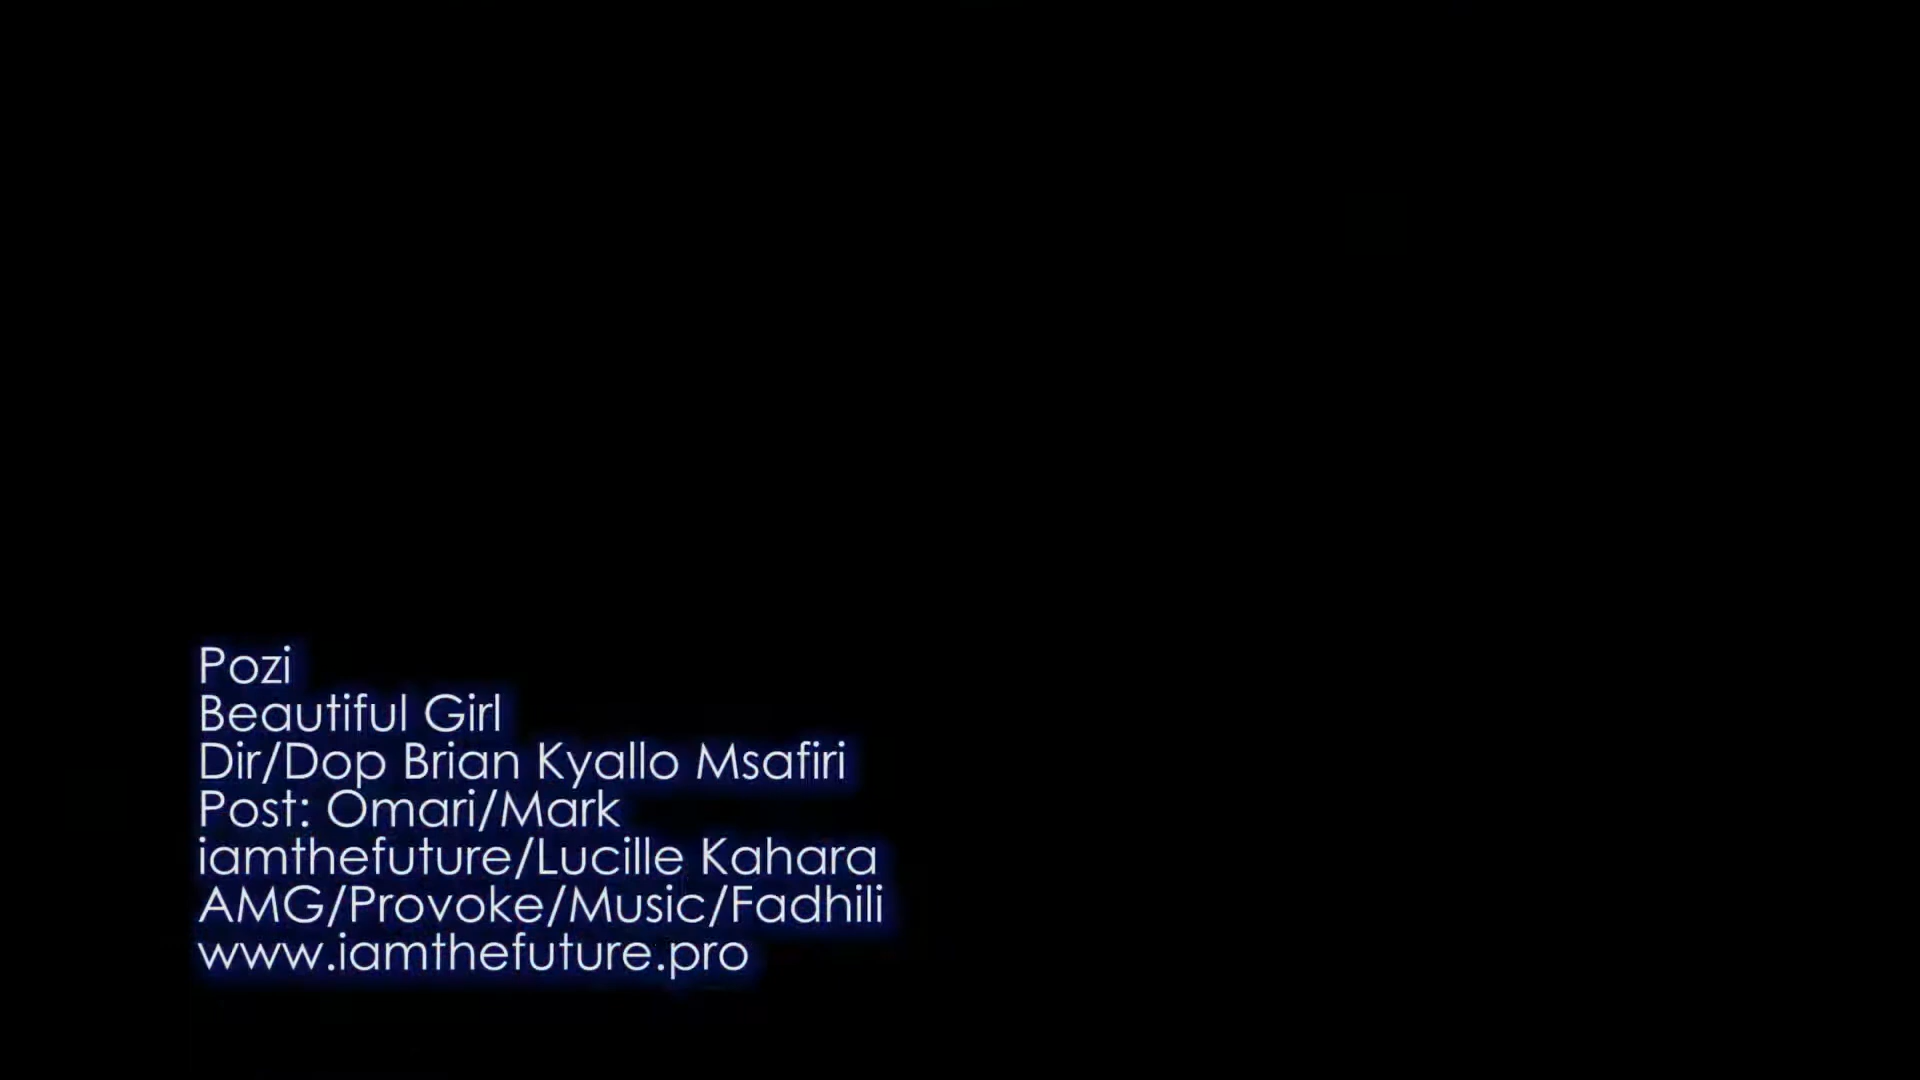 Pozi
Beautiful Girl
Dir/Dop Brian Kyallo Msafiri
Post: Omari/Mark
iamthefuture/Lucille Kahara
AMG/Provoke/Music/Fadhili
www.iamthefuture.pro